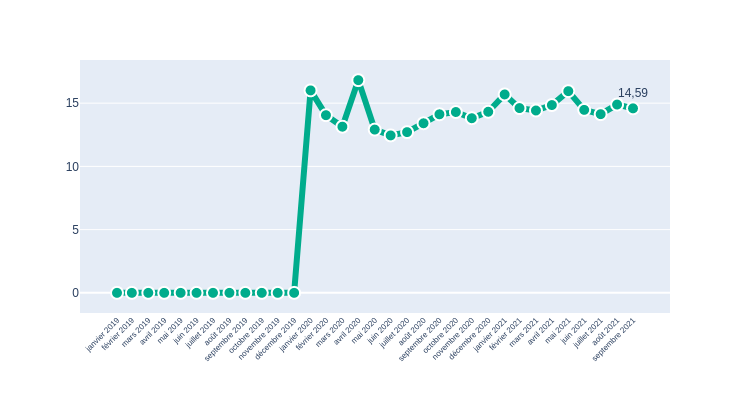 14,59
15
10
5
0
janvier 2019
février 2019
mars 2019
avril 2019
mai 2019
juin 2019
juillet 2019
août 2019
septembre 2019
octobre 2019
novembre 2019
décembre 2019
janvier 2020
février 2020
mars 2020
avril 2020
mai 2020
juin 2020
juillet 2020
août 2020
septembre 2020
octobre 2020
novembre 2020
décembre 2020
janvier 2021
février 2021
mars 2021
avril 2021
mai 2021
juin 2021
juillet 2021
août 2021
septembre 2021